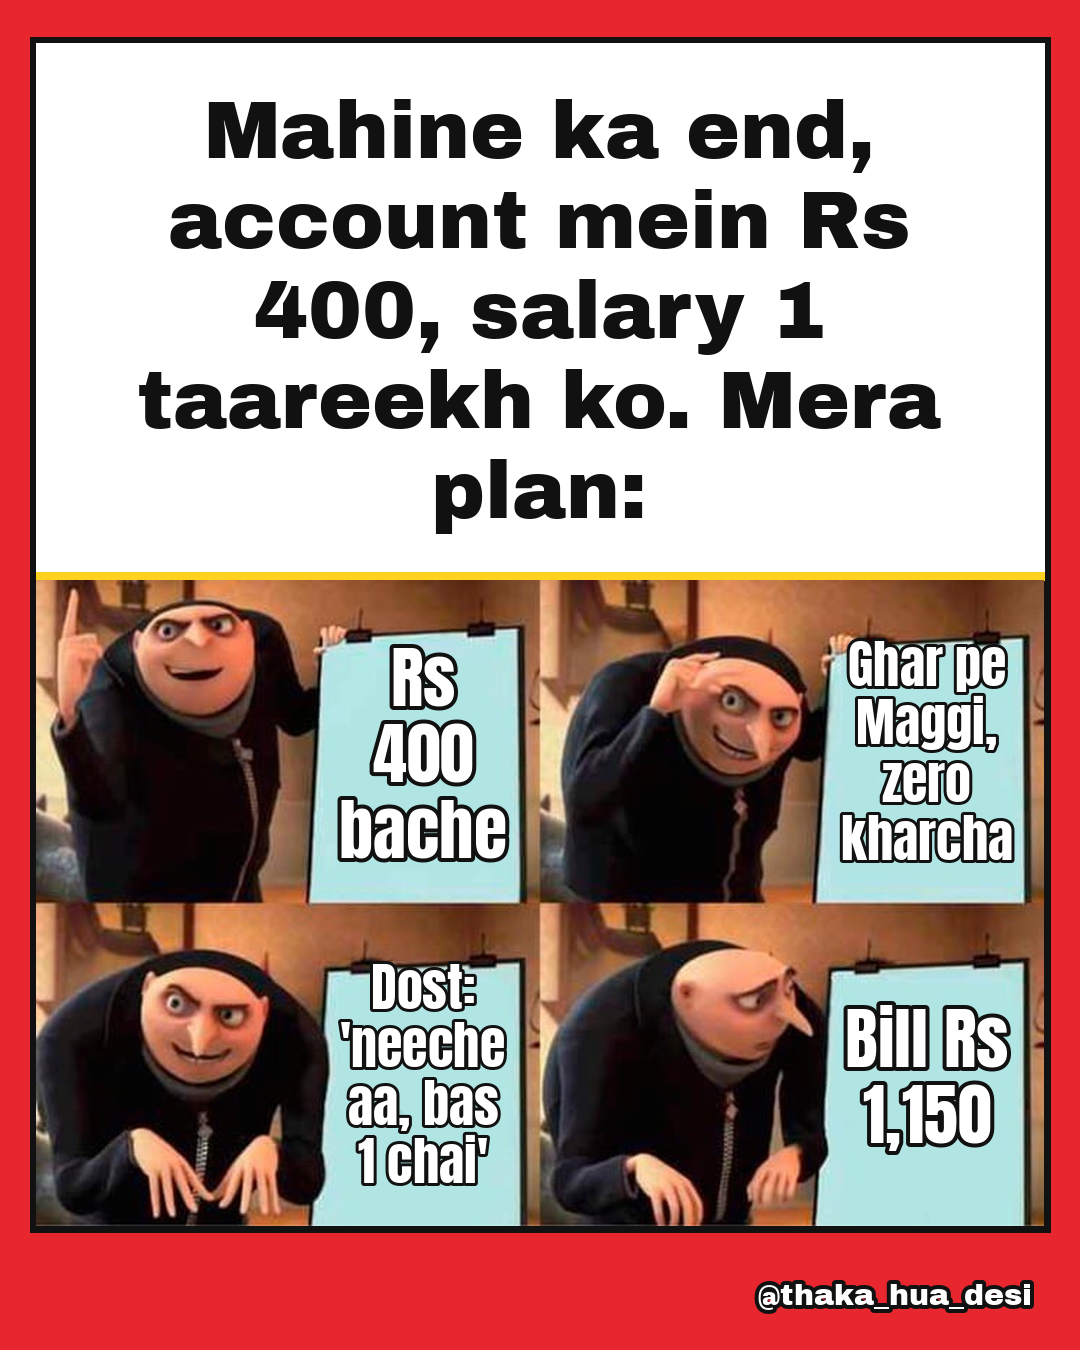 Mahine ka end,
account mein Rs
400, salary 1
taareekh ko. Mera
plan:
Rs
400
bache
Ghar pe
Maggi,
zero
kharcha
Dost:
'neeche
aa, bas
1 chai'
Bill Rs
1,150
@thaka_hua_desi